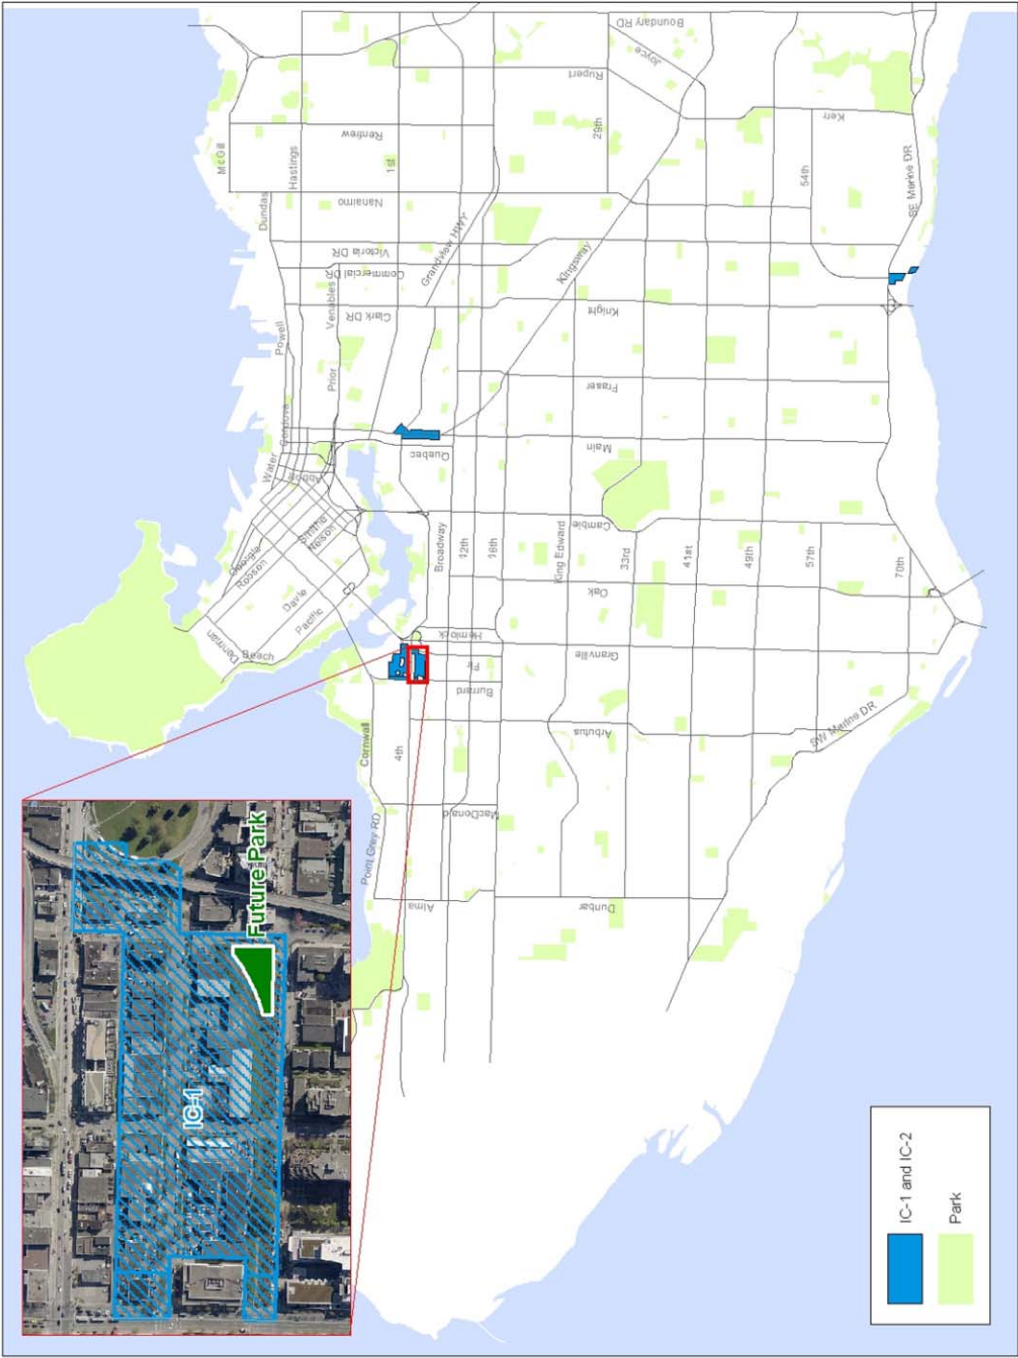 Boundary RD
Joyce
Rupert
29th
Kerr
McGill
Renfrew
1st
Hastings
54th
SE Marine DR
Dundas
Nanaimo
Victoria DR
Commercial DR
Grandview HWY
Kingsway
Venables
Clark DR
Knight
Powell
Prior
Fraser
Cordova
Water
Abbott
Quebec
Main
Smithe
Nelson
Georgia
Robson
Broadway
12th
16th
King Edward
Cambie
33rd
41st
49th
57th
70th
Davie
Pacific
Oak
Denman
Beach
Hemlock
Fir
Granville
Burrard
Cornwall
4th
Arbutus
SW Marine DR
MacDonald
Point Grey RD
Alma
Dunbar
Future Park
IC-1
IC-1 and IC-2
Park